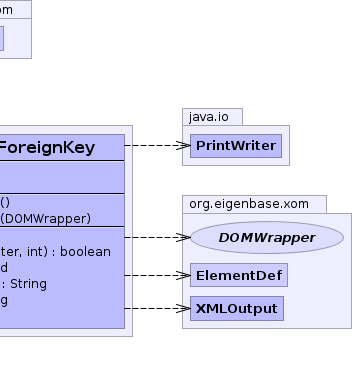 om
ForeignKey
()
(DOMWrapper)
ter, int) : boolean
d
: String
g
java.io
PrintWriter
org.eigenbase.xom
DOMWrapper
ElementDef
XMLOutput